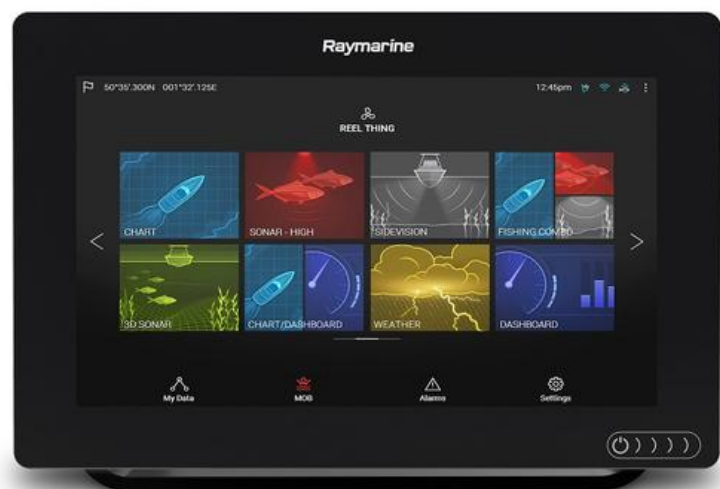 Raymarine
50°35'.300N 001°32'.125E
12:45pm
REEL THING
CHART
SONAR - HIGH
SIDEVISION
FISHING COMBO
3D SONAR
CHART/DASHBOARD
WEATHER
DASHBOARD
My Data
MOB
Alarms
Settings